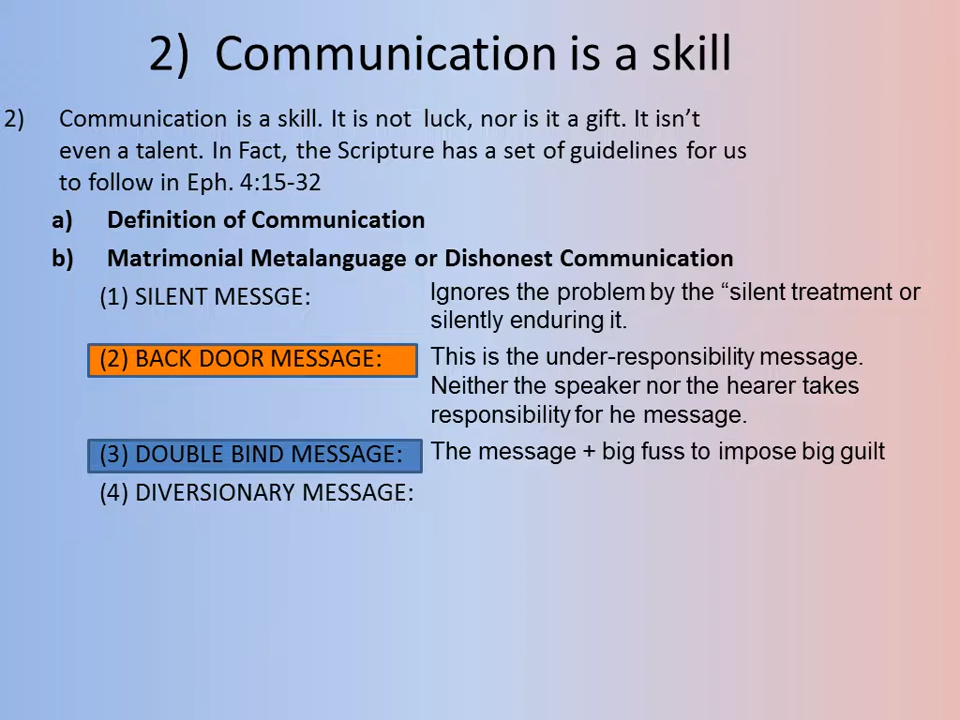 2) Communication is a skill
2) Communication is a skill. It is not luck, nor is it a gift. It isn't
even a talent. In Fact, the Scripture has a set of guidelines for us
to follow in Eph. 4:15-32
a) Definition of Communication
b) Matrimonial Metalanguage or Dishonest Communication
(1) SILENT MESSGE: Ignores the problem by the “silent treatment or
silently enduring it.
(2) BACK DOOR MESSAGE: This is the under-responsibility message.
Neither the speaker nor the hearer takes
responsibility for he message.
(3) DOUBLE BIND MESSAGE: The message + big fuss to impose big guilt
(4) DIVERSIONARY MESSAGE: